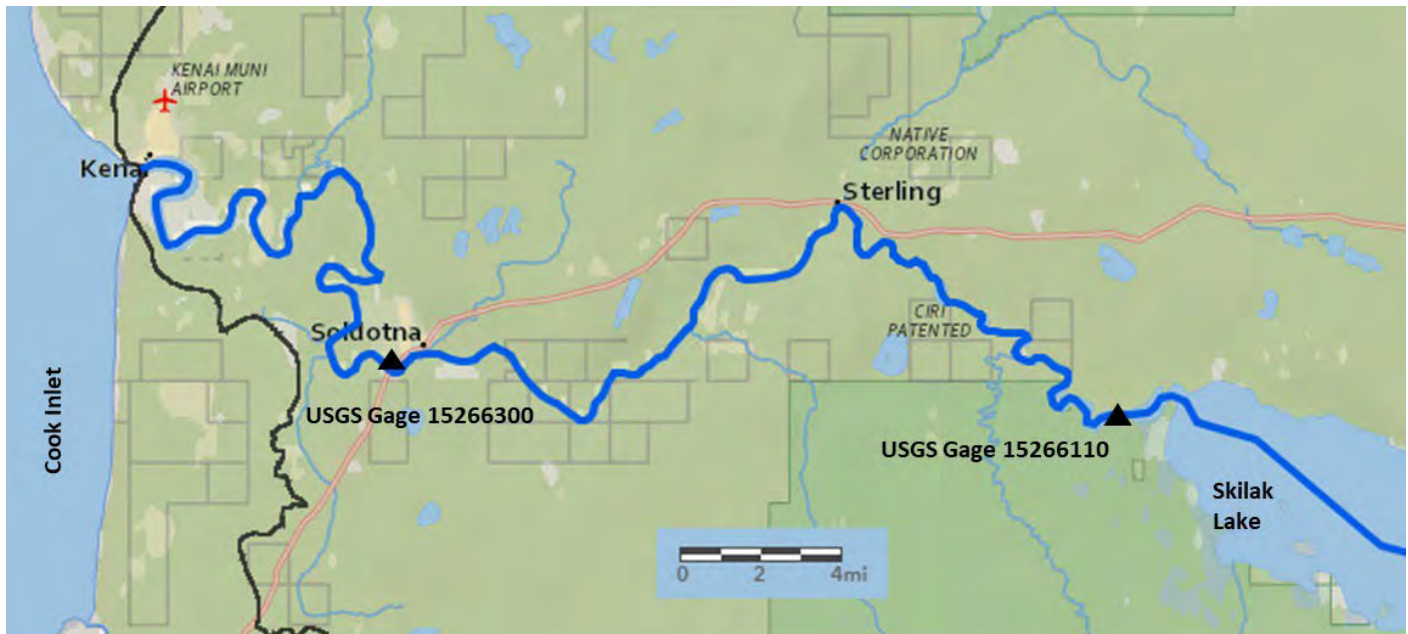 KENAI MUNI
AIRPORT
Kenai
NATIVE
CORPORATION
Sterling
CIRI
PATENTED
Soldotna
USGS Gage 15266300
USGS Gage 15266110
Cook Inlet
Skilak
Lake
0 2 4mi